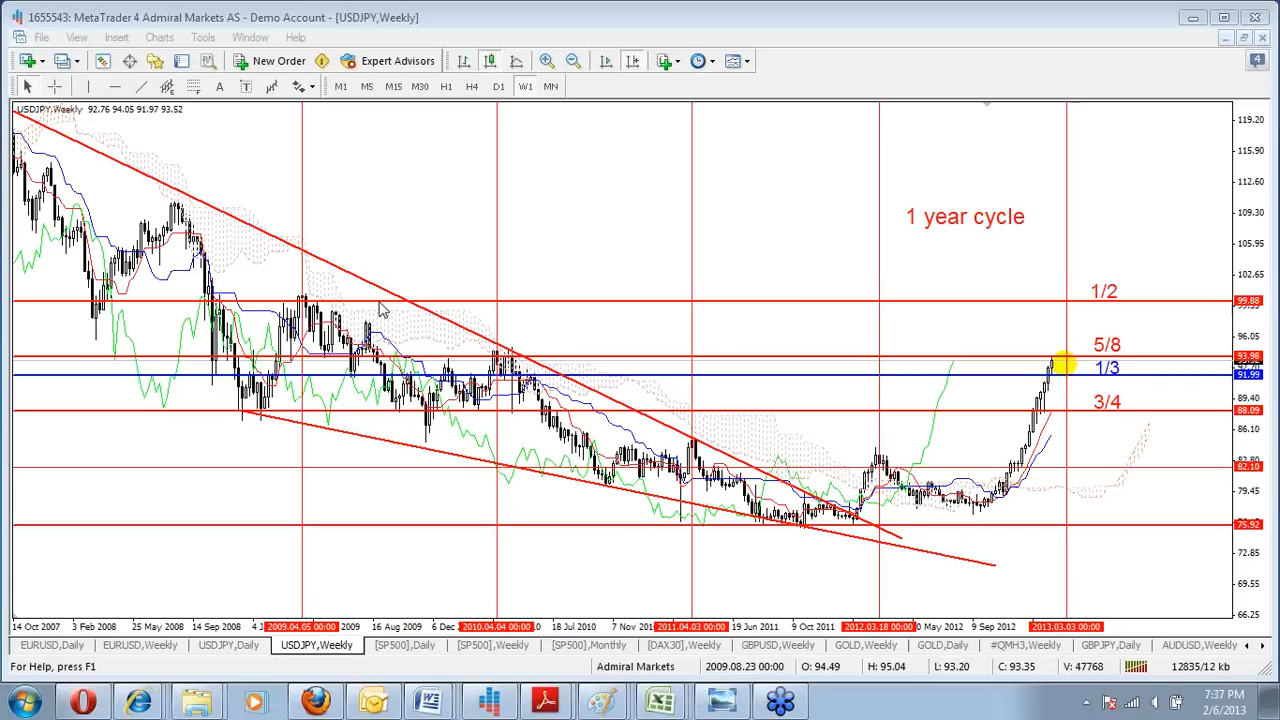 1655543: MetaTrader 4 Admiral Markets AS - Demo Account - [USDJPY,Weekly]
File View Insert Charts Tools Window Help
New Order Expert Advisors 4
A T M1 M5 M15 M30 H1 H4 D1 W1 MN
USDJPY,Weekly 92.76 94.05 91.97 93.52
119.20
115.90
112.60
1 year cycle
109.30
105.95
102.65
1/2
99.88
96.05
5/8
93.98
1/3
91.99
89.40
3/4
88.09
86.10
82.10
79.45
75.92
72.85
69.55
66.25
14 Oct 2007 3 Feb 2008 25 May 2008 14 Sep 2008 4 J 2009.04.05 00:00 2009 16 Aug 2009 6 Dec 2010.04.04 00:00 10 18 Jul 2010 7 Nov 2011.04.03 00:00 19 Jun 2011 9 Oct 2011 2012.03.18 00:00 0 May 2012 9 Sep 2012 2013.03.03 00:00
EURUSD,Daily EURUSD,Weekly USDJPY,Daily USDJPY,Weekly [SP500],Daily [SP500],Weekly [SP500],Monthly [DAX30],Weekly GBPUSD,Weekly GOLD,Weekly GOLD,Daily #QMH3,Weekly GBPJPY,Daily AUDUSD,Weekly
For Help, press F1 Admiral Markets 2009.08.23 00:00 O: 94.49 H: 95.04 L: 93.20 C: 93.35 V: 47768 12835/12 kb
7:37 PM
2/6/2013